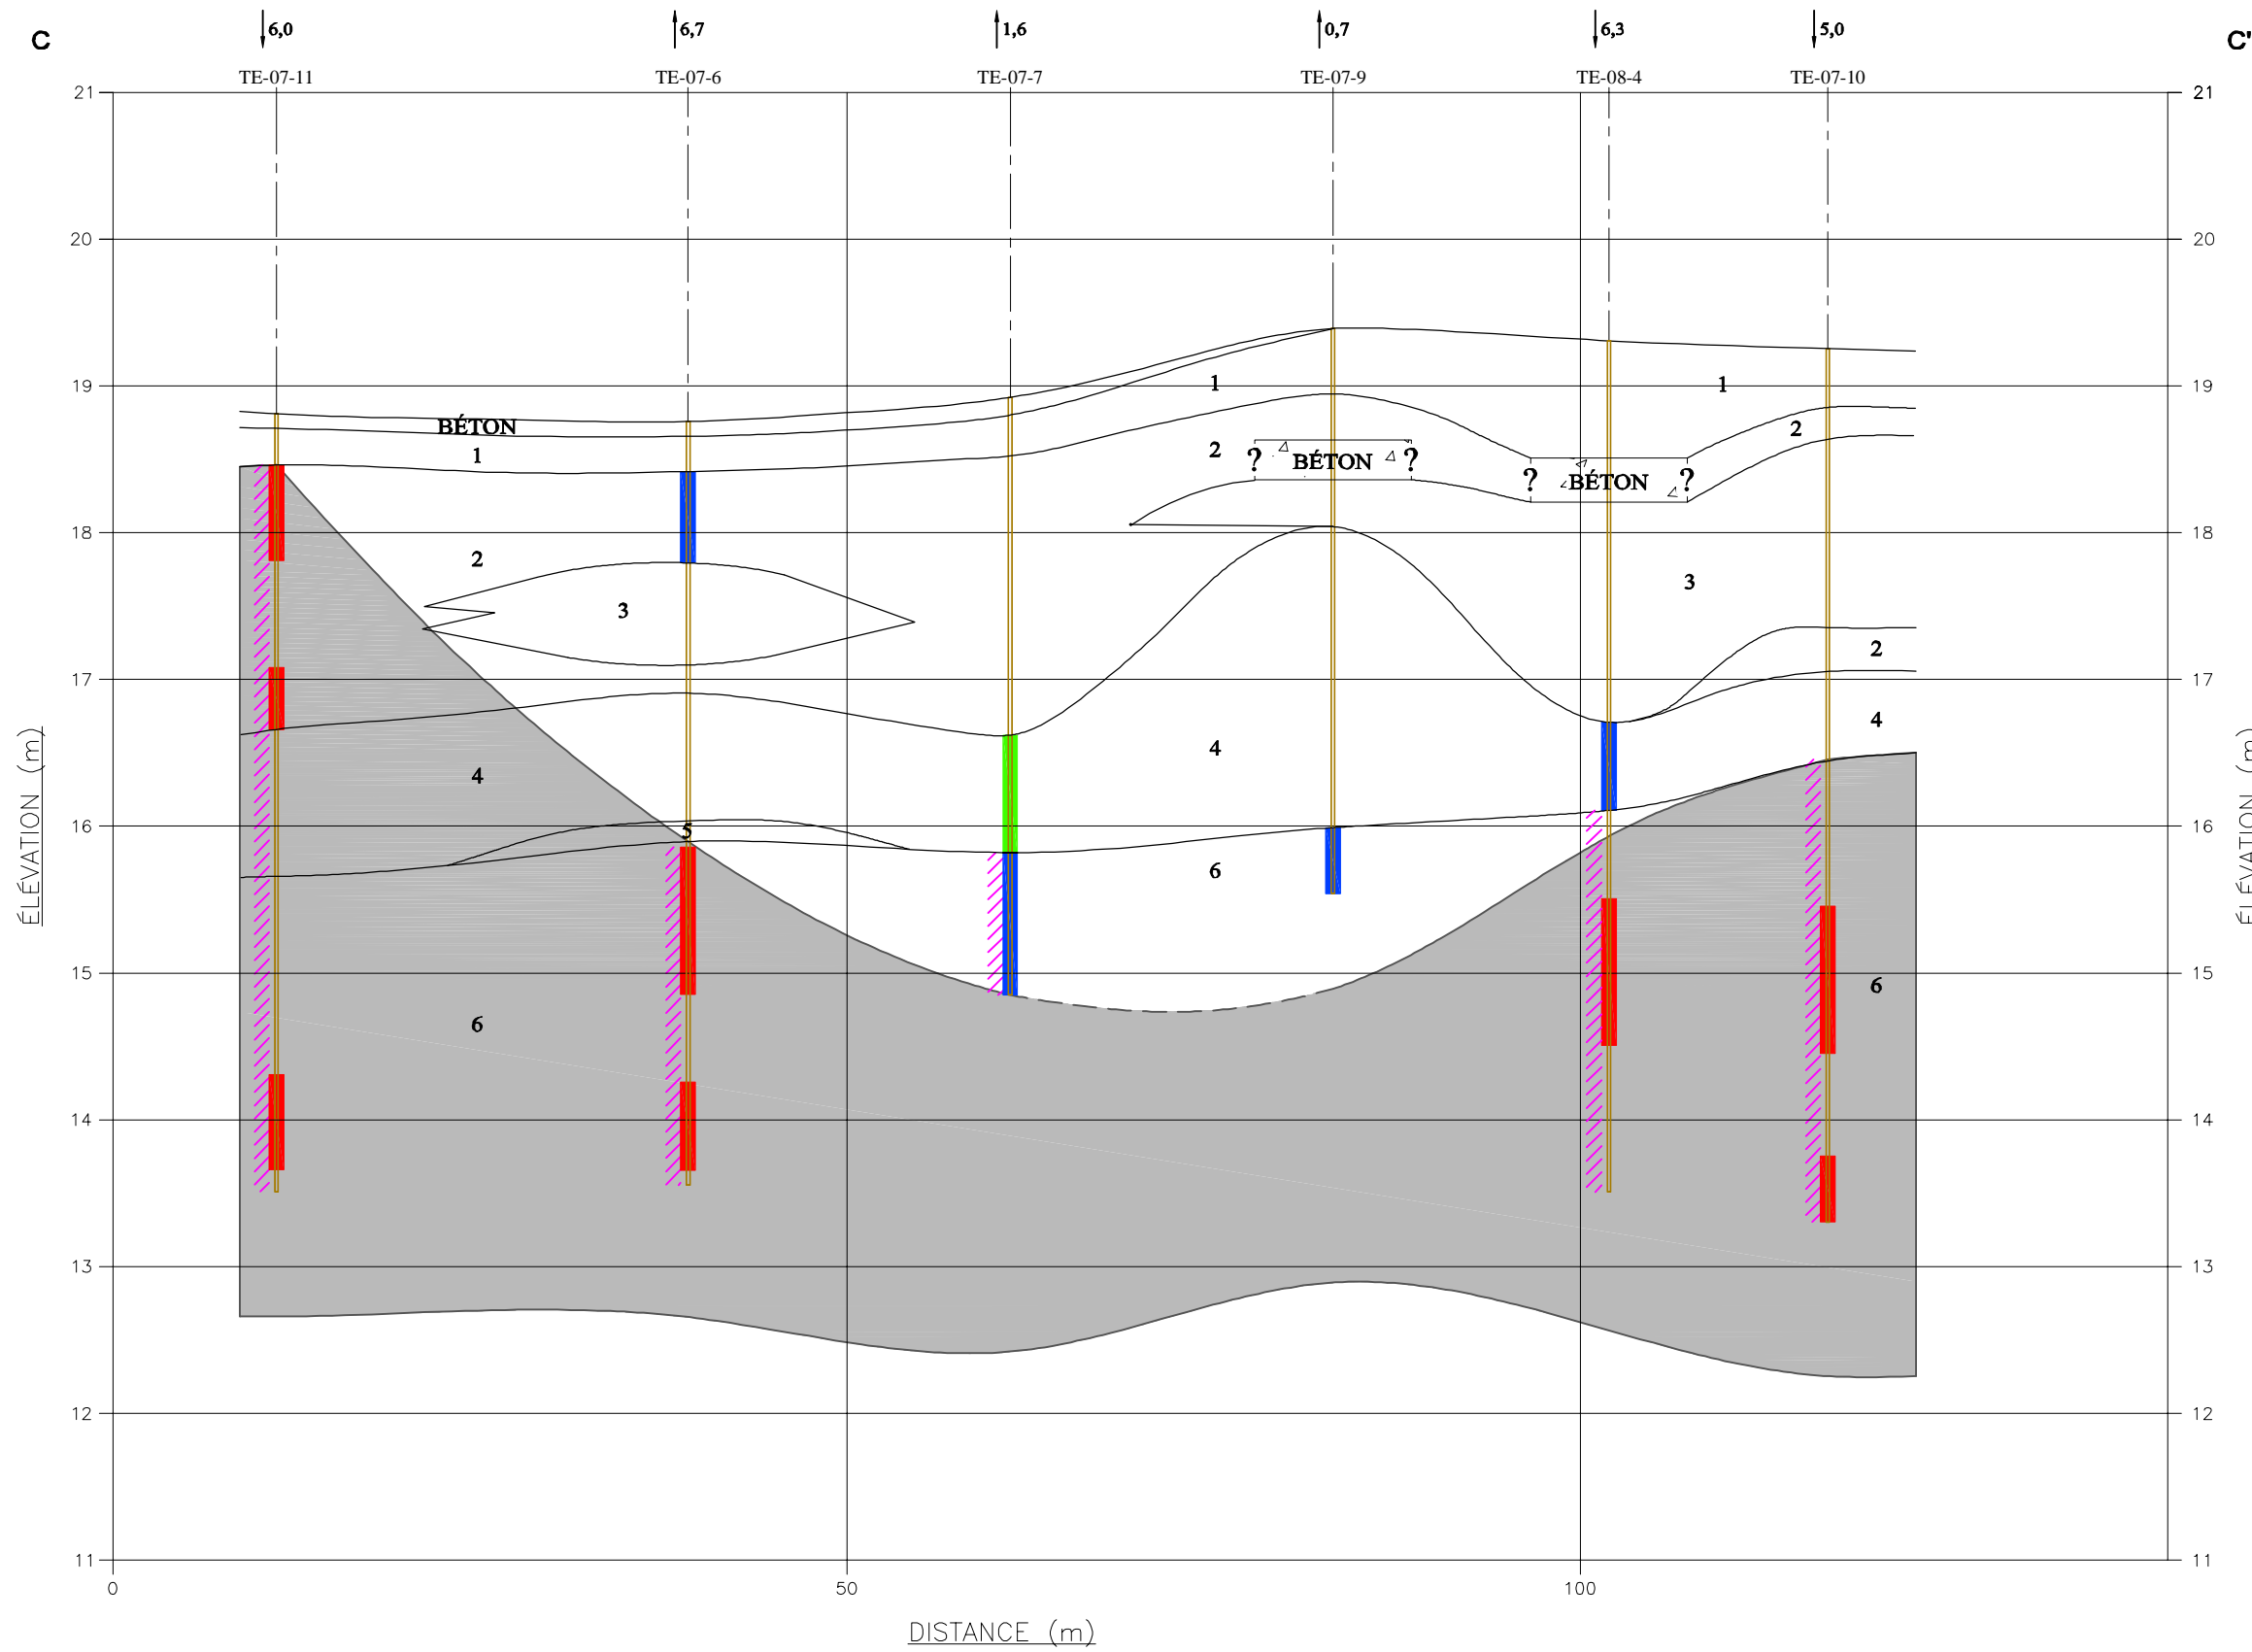 C ↓6,0 ↑6,7 ↑1,6 ↑0,7 ↓6,3 ↓5,0 C'
TE-07-11 TE-07-6 TE-07-7 TE-07-9 TE-08-4 TE-07-10
21 21
20 20
19 1 1 19
BÉTON 2
1 2 ? BÉTON ?
? BÉTON ?
18 18
2 3
3
2
17 17
4
4 4
16 5 16
6
15 6 15
6
14 14
13 13
12 12
11 11
0 50 100
DISTANCE (m)
ÉLÉVATION (m)
ÉLÉVATION (m)